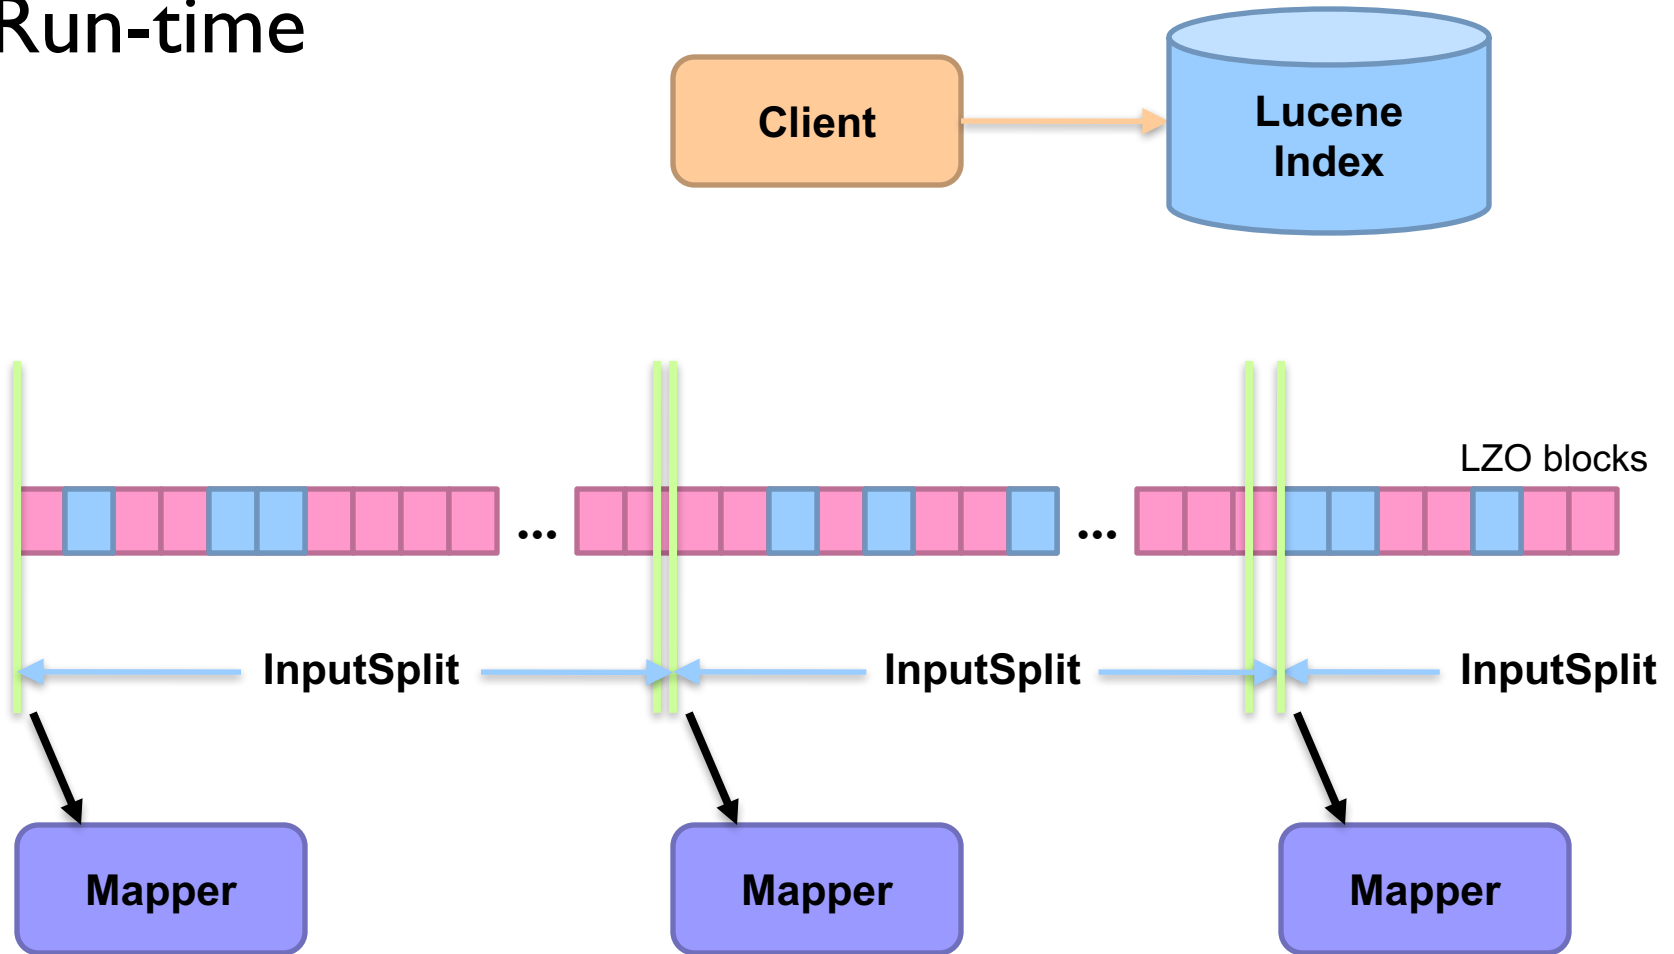 Run-time
Client
Lucene
Index
LZO blocks
...
...
InputSplit
InputSplit
InputSplit
Mapper
Mapper
Mapper